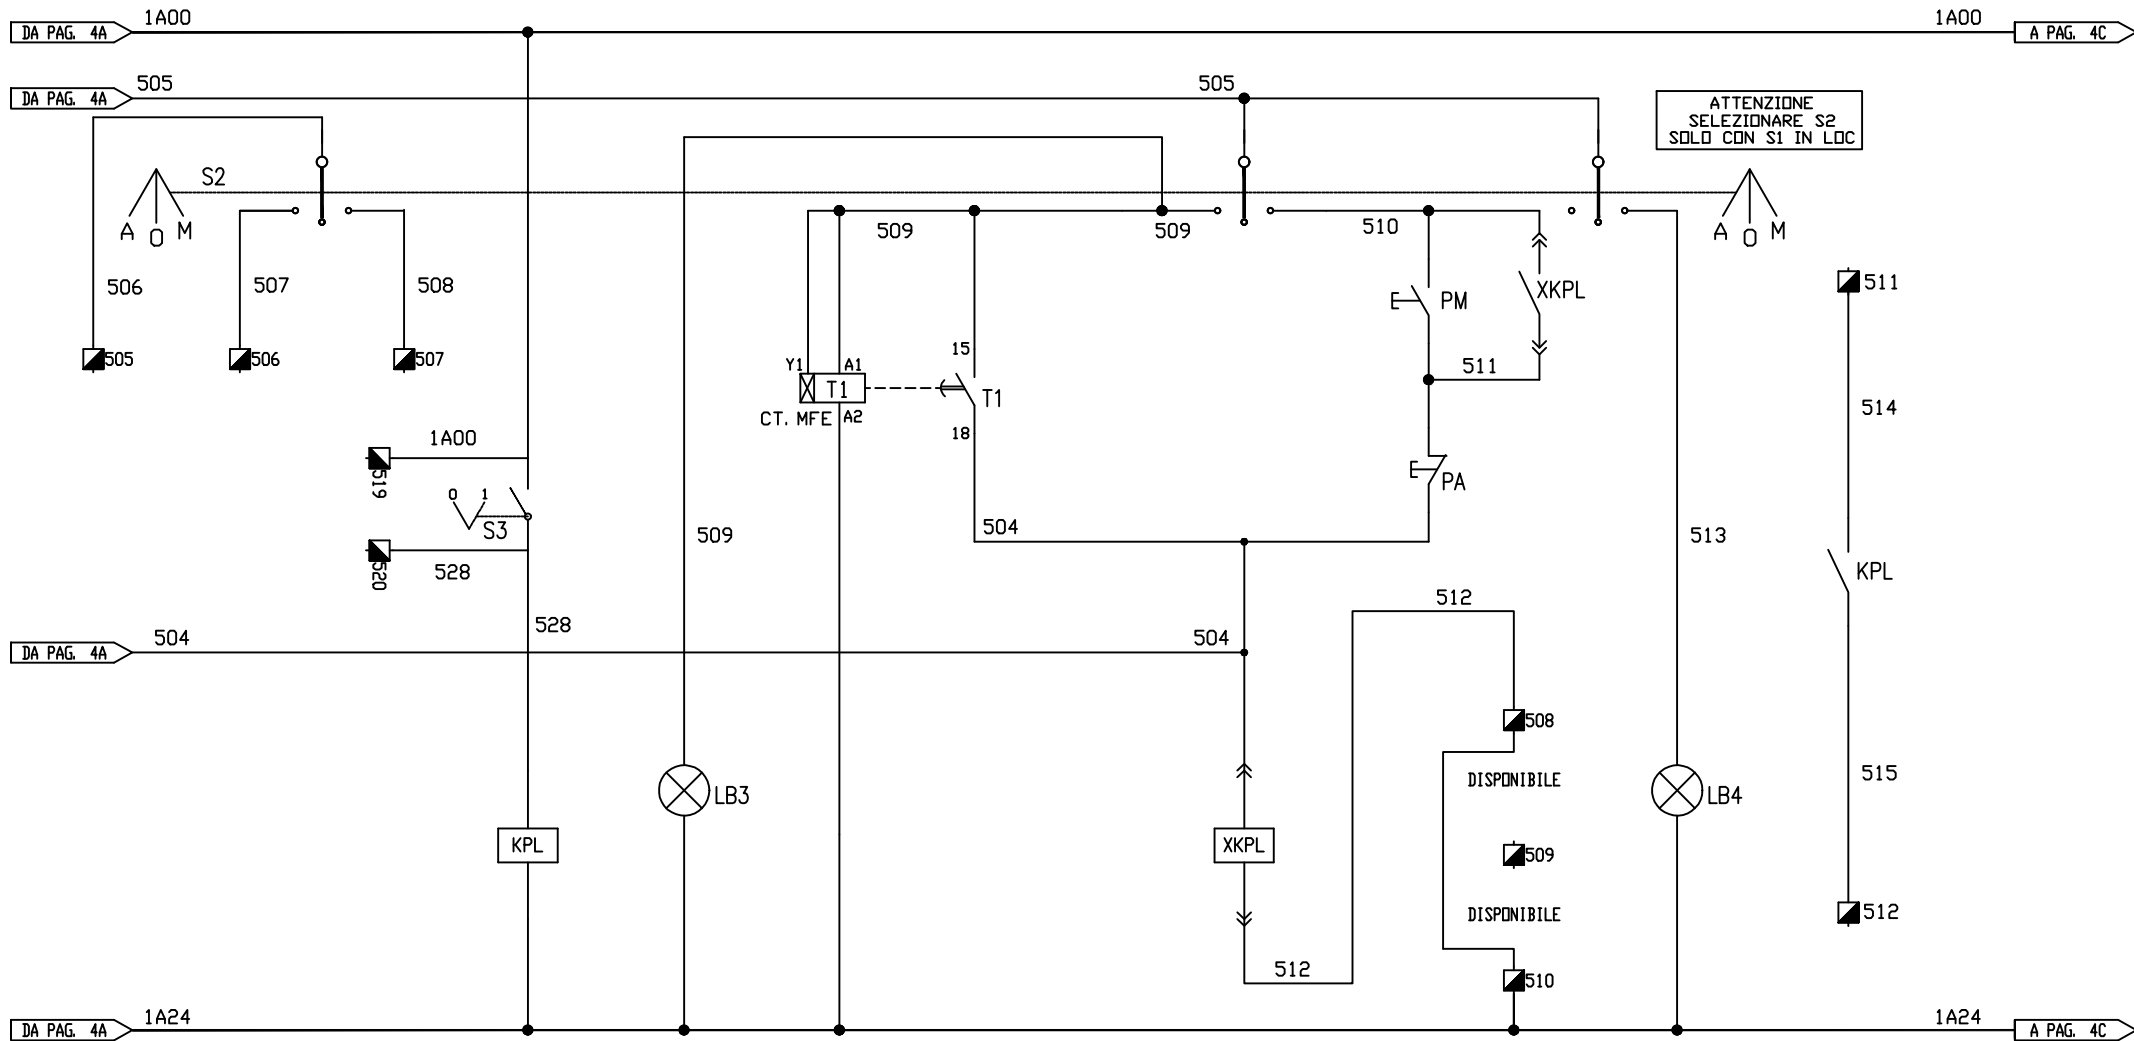 1A00
1A00
DA PAG. 4A
A PAG. 4C
505
505
DA PAG. 4A
ATTENZIONE
SELEZIONARE S2
SOLO CON S1 IN LOC
S2
A O M
509
509
510
A O M
506
507
508
PM
XKPL
511
505
506
507
15
Y1
A1
T1
T1
511
CT. MFE
A2
514
18
1A00
519
0 1
S3
PA
504
509
513
520
528
KPL
512
528
504
504
DA PAG. 4A
508
DISPONIBILE
515
LB3
LB4
KPL
XKPL
509
DISPONIBILE
512
512
510
1A24
1A24
DA PAG. 4A
A PAG. 4C